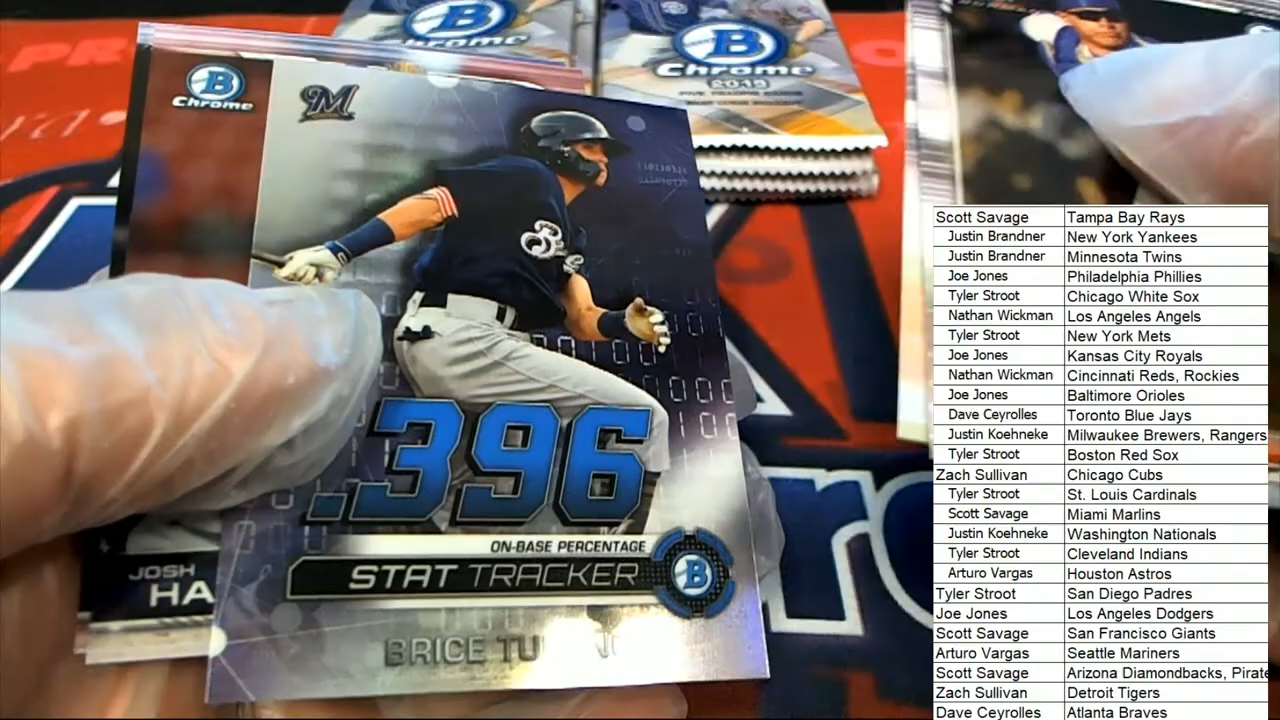 Chrome
Chrome
2019
Chrome
M
B
.396
ON-BASE PERCENTAGE
STAT TRACKER
B
BRICE
JOSH
HA
Scott Savage Tampa Bay Rays
Justin Brandner New York Yankees
Justin Brandner Minnesota Twins
Joe Jones Philadelphia Phillies
Tyler Stroot Chicago White Sox
Nathan Wickman Los Angeles Angels
Tyler Stroot New York Mets
Joe Jones Kansas City Royals
Nathan Wickman Cincinnati Reds, Rockies
Joe Jones Baltimore Orioles
Dave Ceyrolles Toronto Blue Jays
Justin Koehneke Milwaukee Brewers, Rangers
Tyler Stroot Boston Red Sox
Zach Sullivan Chicago Cubs
Tyler Stroot St. Louis Cardinals
Scott Savage Miami Marlins
Justin Koehneke Washington Nationals
Tyler Stroot Cleveland Indians
Arturo Vargas Houston Astros
Tyler Stroot San Diego Padres
Joe Jones Los Angeles Dodgers
Scott Savage San Francisco Giants
Arturo Vargas Seattle Mariners
Scott Savage Arizona Diamondbacks, Pirate
Zach Sullivan Detroit Tigers
Dave Ceyrolles Atlanta Braves